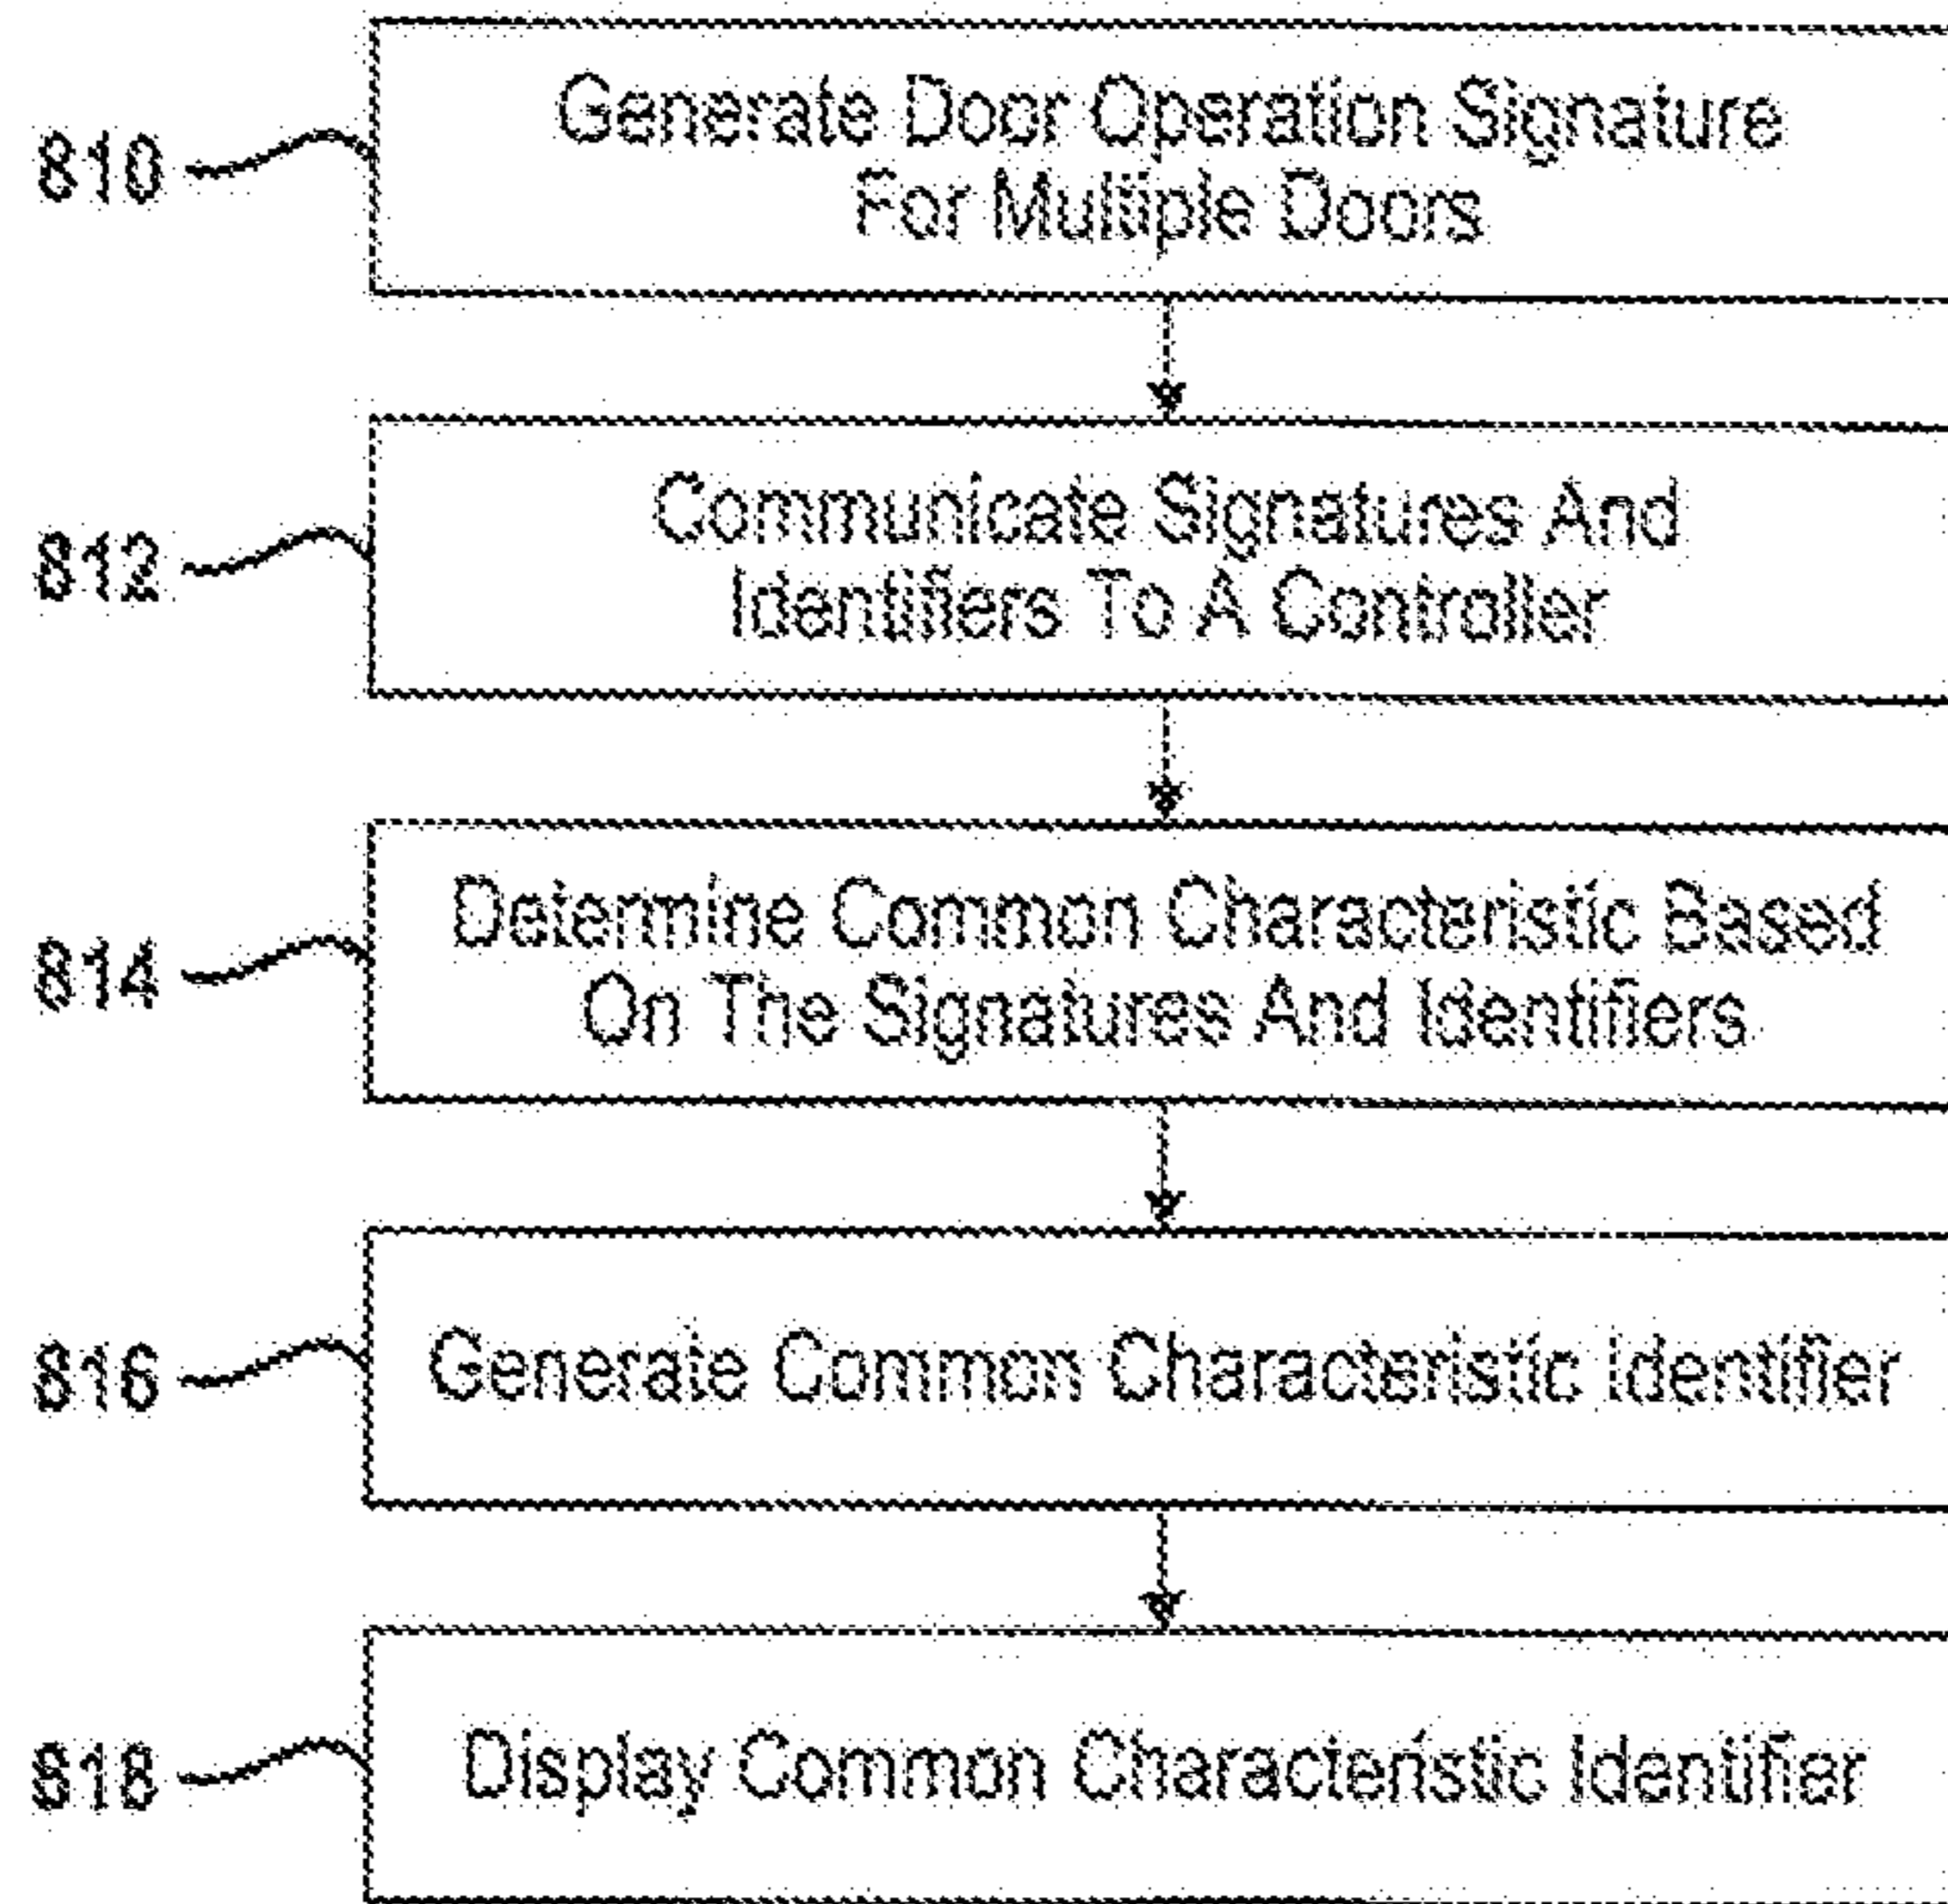 810
Generate Door Operation Signature
For Multiple Doors
812
Communicate Signatures And
Identifiers To A Controller
814
Determine Common Characteristic Based
On The Signatures And Identifiers
816
Generate Common Characteristic Identifier
818
Display Common Characteristic Identifier